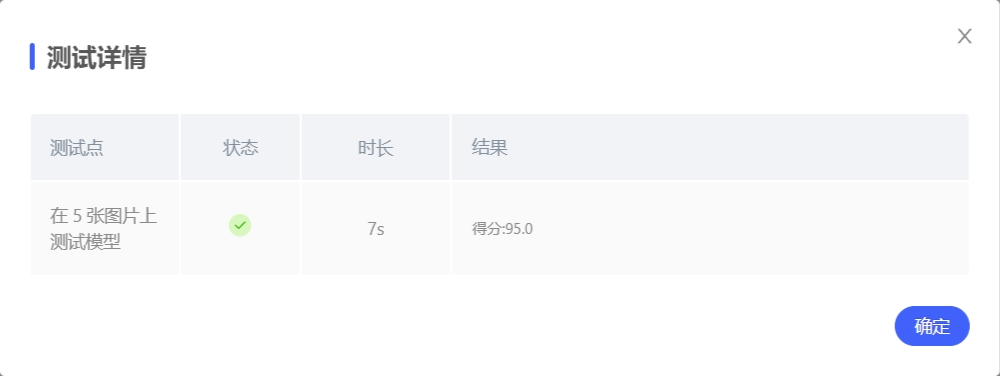 测试详情
测试点 状态 时长 结果
在 5 张图片上
测试模型
7s
得分:95.0
确定